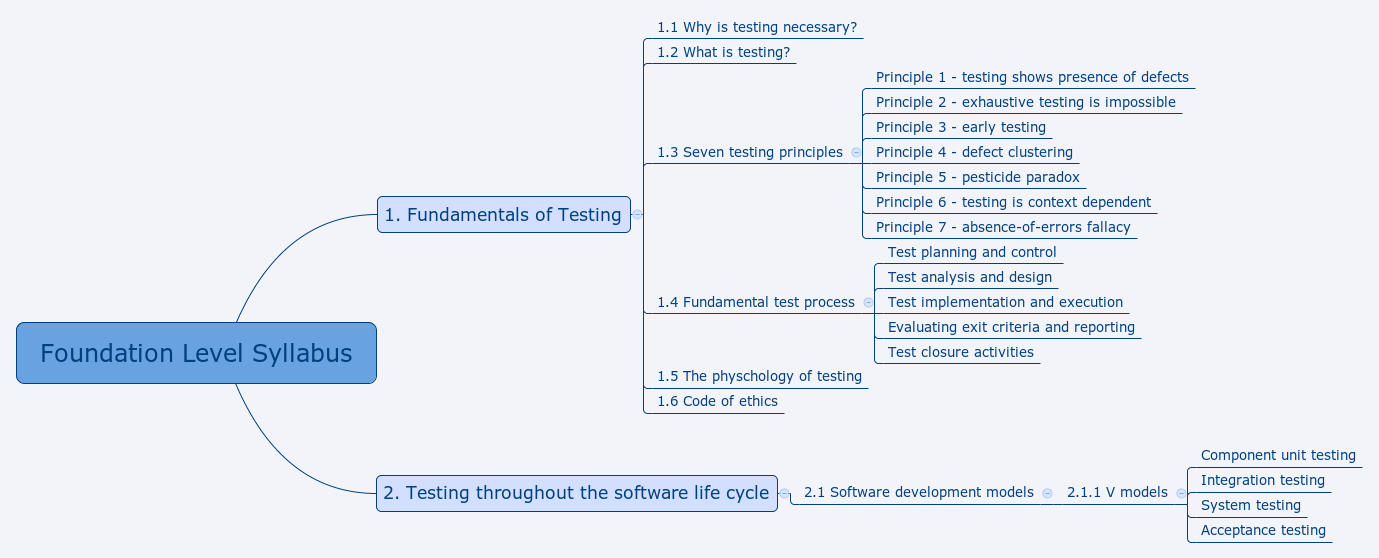 Foundation Level Syllabus
1. Fundamentals of Testing
1.1 Why is testing necessary?
1.2 What is testing?
1.3 Seven testing principles
Principle 1 - testing shows presence of defects
Principle 2 - exhaustive testing is impossible
Principle 3 - early testing
Principle 4 - defect clustering
Principle 5 - pesticide paradox
Principle 6 - testing is context dependent
Principle 7 - absence-of-errors fallacy
1.4 Fundamental test process
Test planning and control
Test analysis and design
Test implementation and execution
Evaluating exit criteria and reporting
Test closure activities
1.5 The physchology of testing
1.6 Code of ethics
2. Testing throughout the software life cycle
2.1 Software development models
2.1.1 V models
Component unit testing
Integration testing
System testing
Acceptance testing